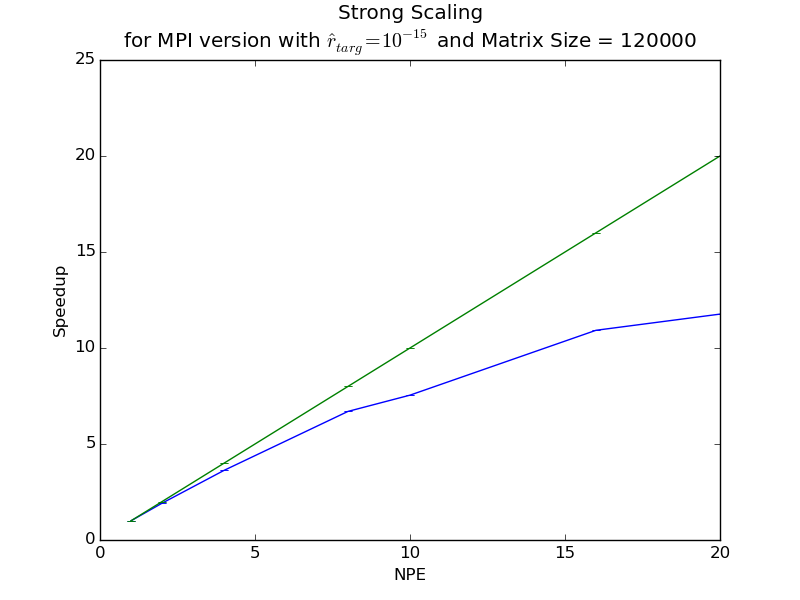 Strong Scaling
for MPI version with r̂_targ = 10^−15 and Matrix Size = 120000
25
20
15
10
5
0
Speedup
0 5 10 15 20
NPE